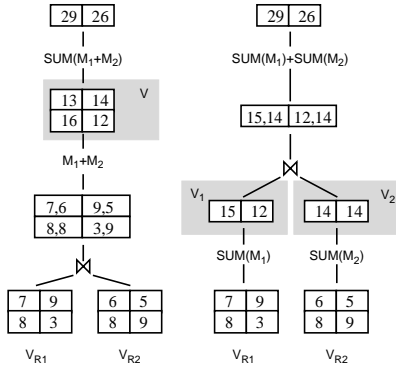 29 26
SUM(M1+M2)
V
13 14
16 12
M1+M2
7,6 9,5
8,8 3,9
⋈
7 9
8 3
6 5
8 9
VR1 VR2
29 26
SUM(M1)+SUM(M2)
15,14 12,14
⋈
V1 V2
15 12
14 14
SUM(M1) SUM(M2)
7 9
8 3
6 5
8 9
VR1 VR2